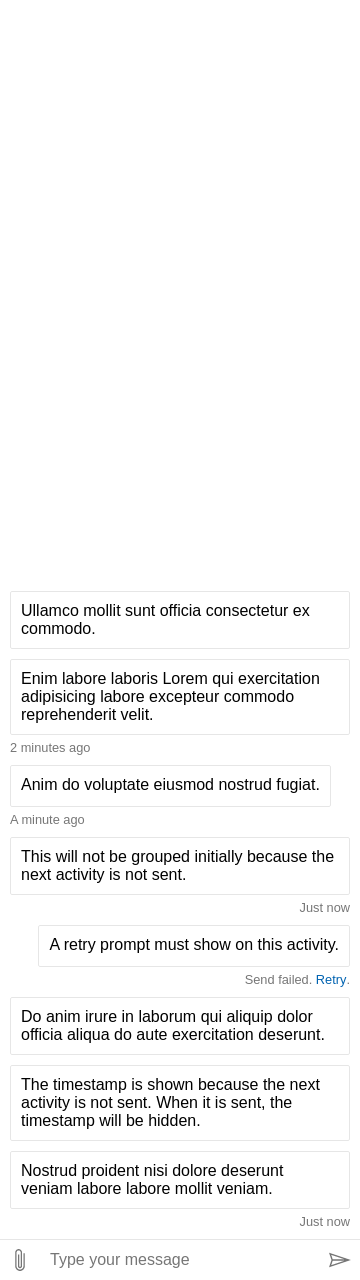 Ullamco mollit sunt officia consectetur ex
commodo.
Enim labore laboris Lorem qui exercitation
adipisicing labore excepteur commodo
reprehenderit velit.
2 minutes ago
Anim do voluptate eiusmod nostrud fugiat.
A minute ago
This will not be grouped initially because the
next activity is not sent.
Just now
A retry prompt must show on this activity.
Send failed. Retry.
Do anim irure in laborum qui aliquip dolor
officia aliqua do aute exercitation deserunt.
The timestamp is shown because the next
activity is not sent. When it is sent, the
timestamp will be hidden.
Nostrud proident nisi dolore deserunt
veniam labore labore mollit veniam.
Just now
Type your message